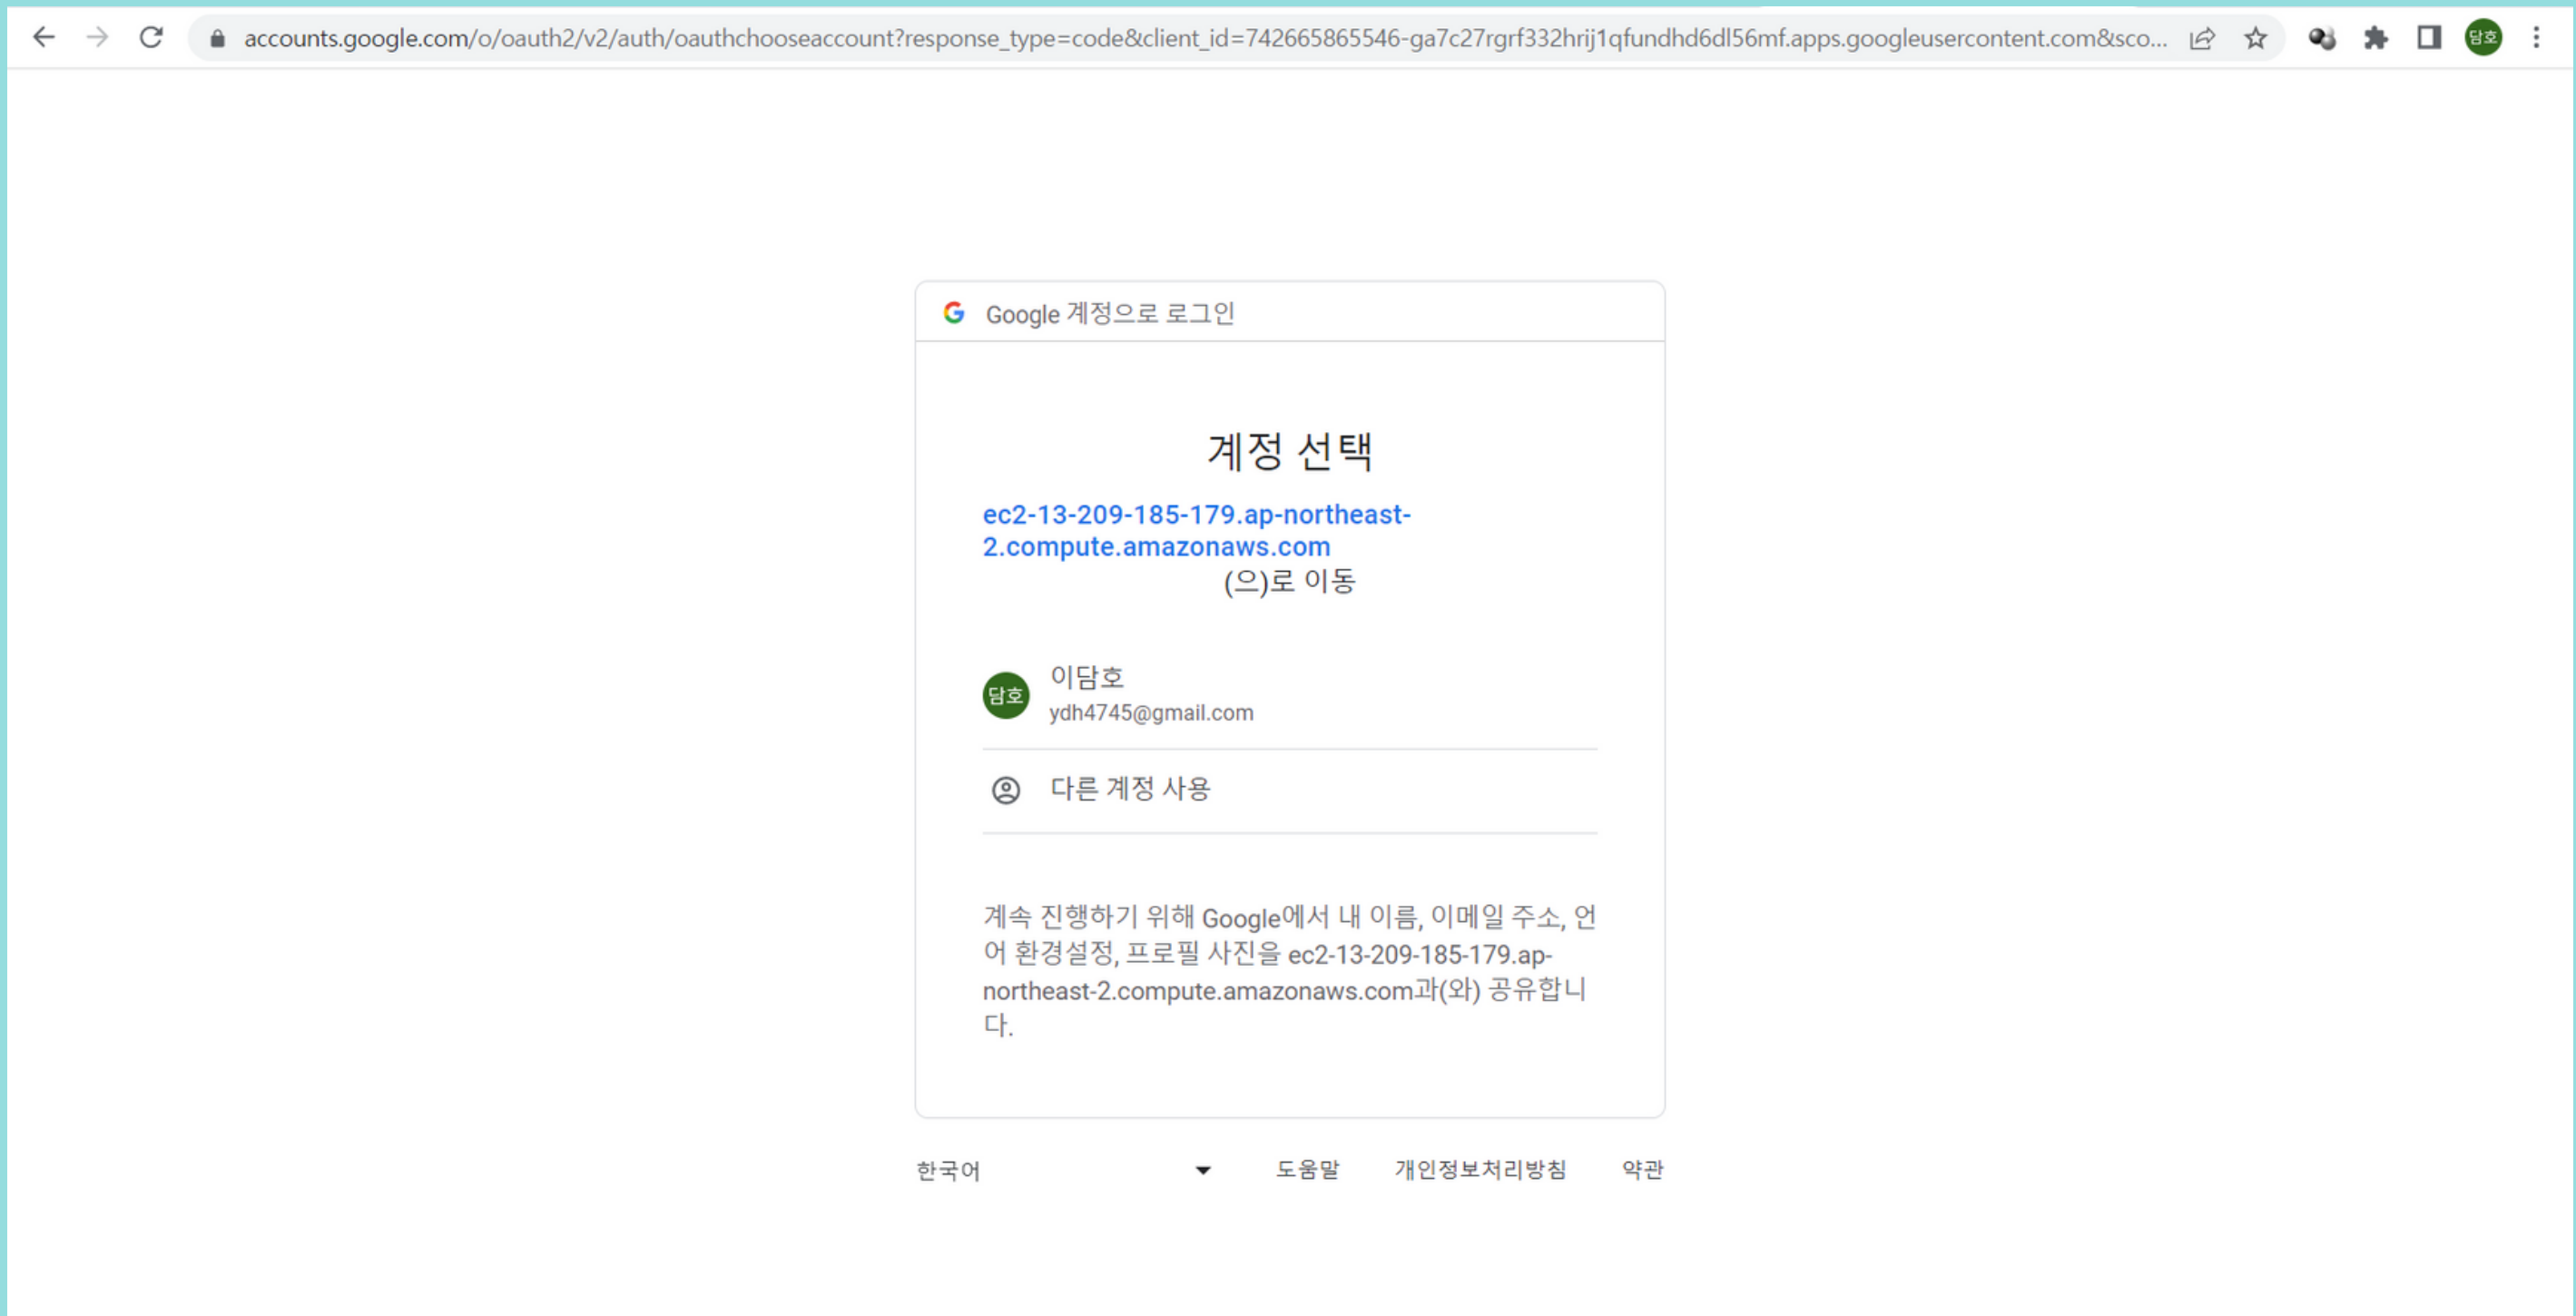 accounts.google.com/o/oauth2/v2/auth/oauthchooseaccount?response_type=code&client_id=742665865546-ga7c27rgrf332hrij1qfundhd6dl56mf.apps.googleusercontent.com&sco...
담호
Google 계정으로 로그인
계정 선택
ec2-13-209-185-179.ap-northeast-
2.compute.amazonaws.com
(으)로 이동
담호
이담호
ydh4745@gmail.com
다른 계정 사용
계속 진행하기 위해 Google에서 내 이름, 이메일 주소, 언
어 환경설정, 프로필 사진을 ec2-13-209-185-179.ap-
northeast-2.compute.amazonaws.com과(와) 공유합니
다.
한국어 도움말 개인정보처리방침 약관